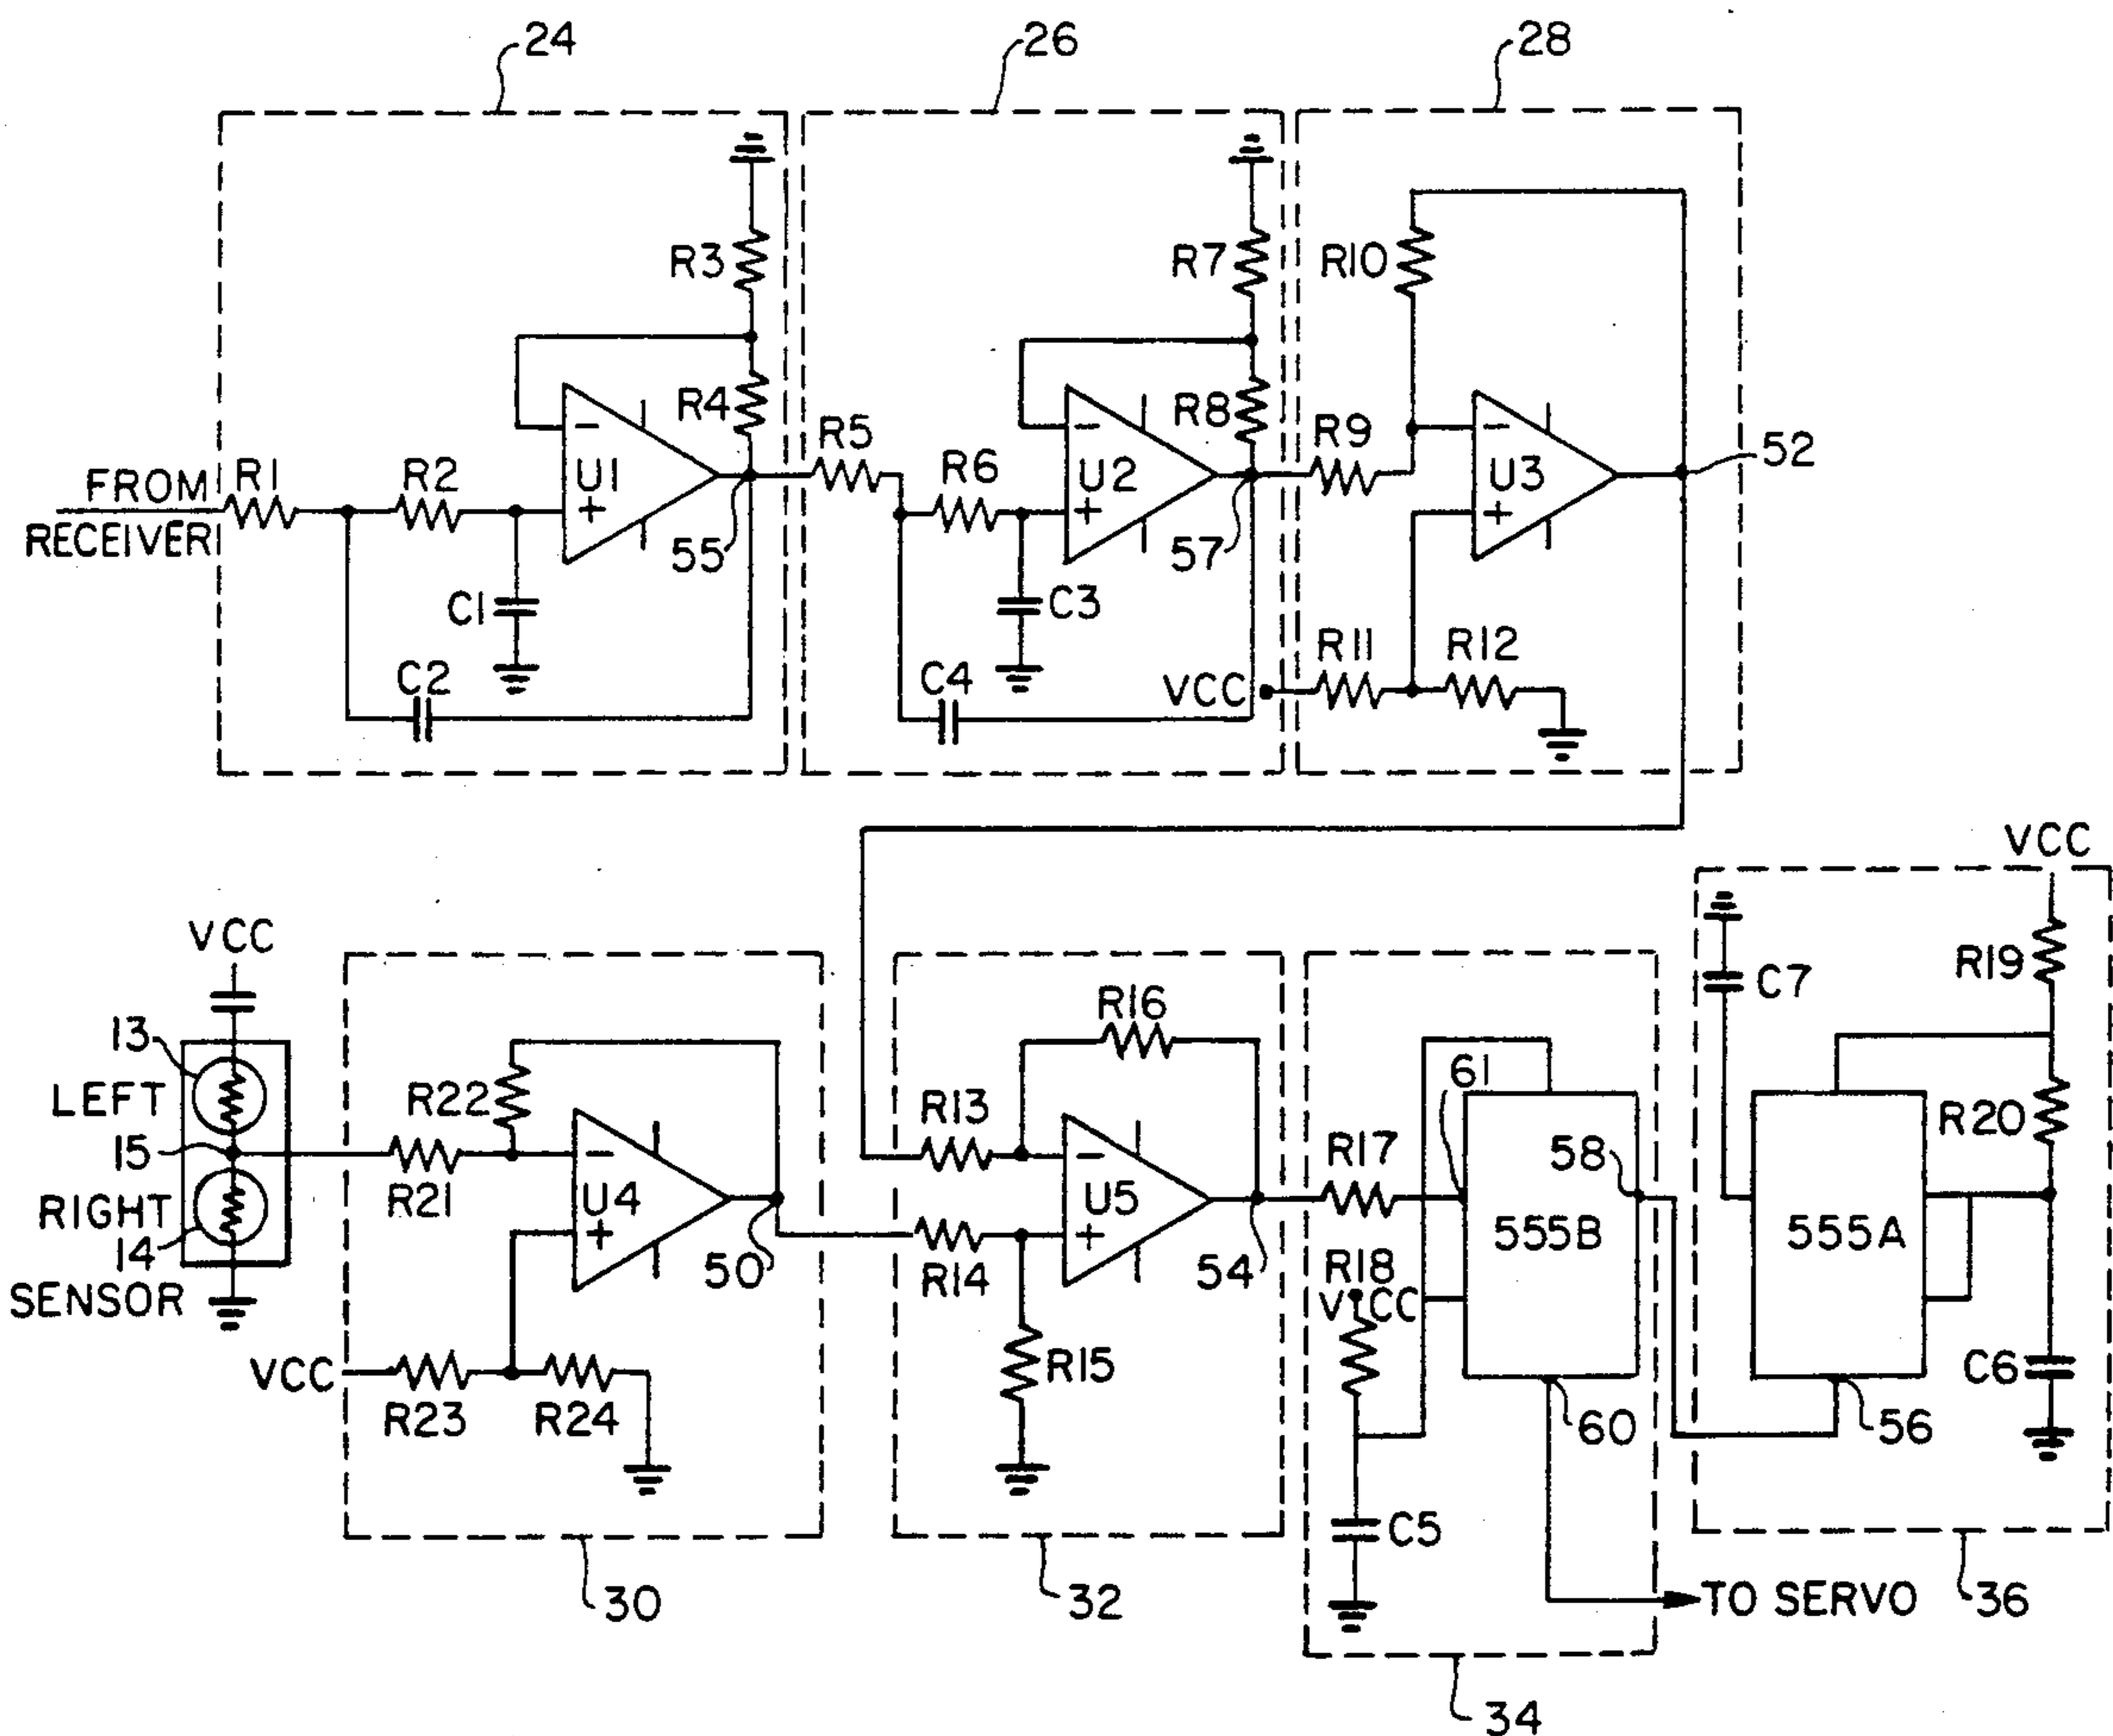 24
26
28
R3
R7
R10
R4
R8
R5
R9
FROM
RECEIVER
R1
R2
U1
R6
U2
U3
52
55
57
C1
C3
C2
C4
R11
R12
VCC
VCC
VCC
C7
R19
13
LEFT
15
RIGHT
14
SENSOR
R22
R21
U4
50
VCC
R23
R24
R16
R13
R14
U5
54
R15
61
R17
58
555B
R18
VCC
60
C5
555A
R20
C6
56
30
32
TO SERVO
36
34